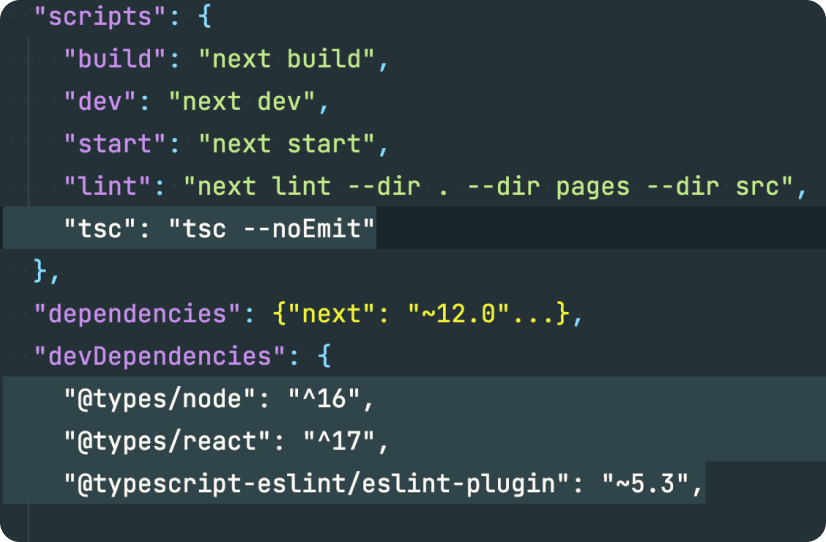 "scripts": {
"build": "next build",
"dev": "next dev",
"start": "next start",
"lint": "next lint --dir . --dir pages --dir src",
"tsc": "tsc --noEmit"
},
"dependencies": {"next": "~12.0"...},
"devDependencies": {
"@types/node": "^16",
"@types/react": "^17",
"@typescript-eslint/eslint-plugin": "~5.3",